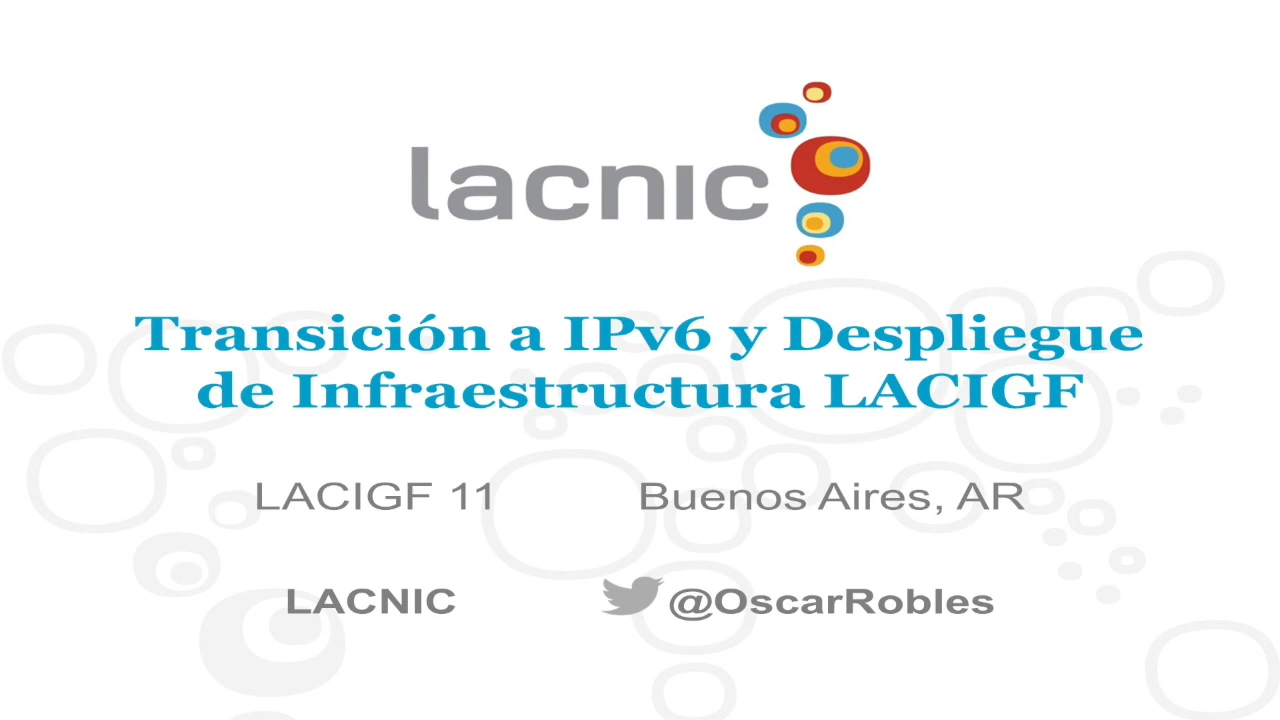 lacnic
Transición a IPv6 y Despliegue
de Infraestructura LACIGF
LACIGF 11 Buenos Aires, AR
LACNIC @OscarRobles